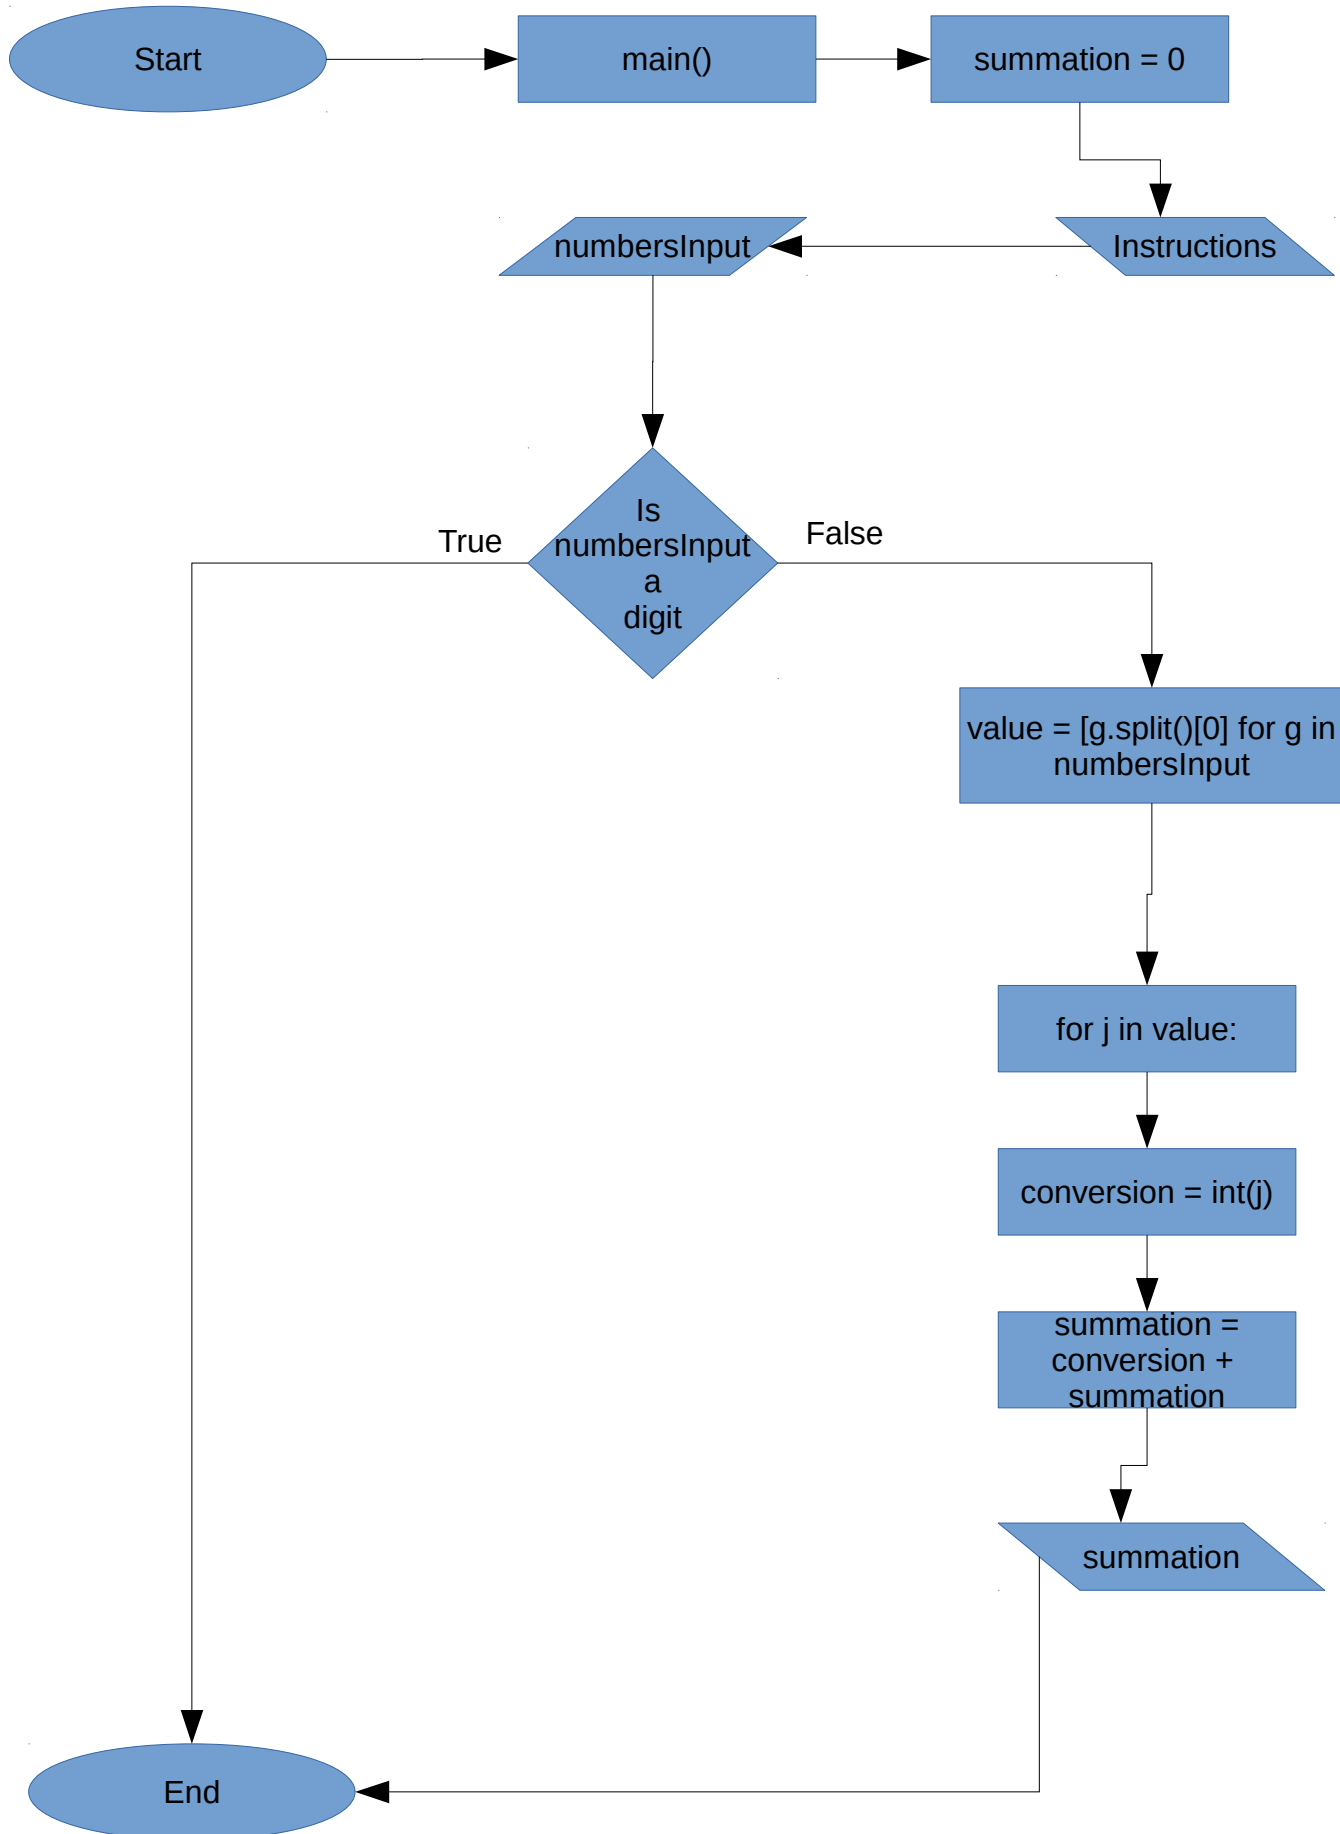 Start
main()
summation = 0
numbersInput
Instructions
Is
numbersInput
a
digit
True
False
value = [g.split()[0] for g in
numbersInput
for j in value:
conversion = int(j)
summation =
conversion +
summation
summation
End